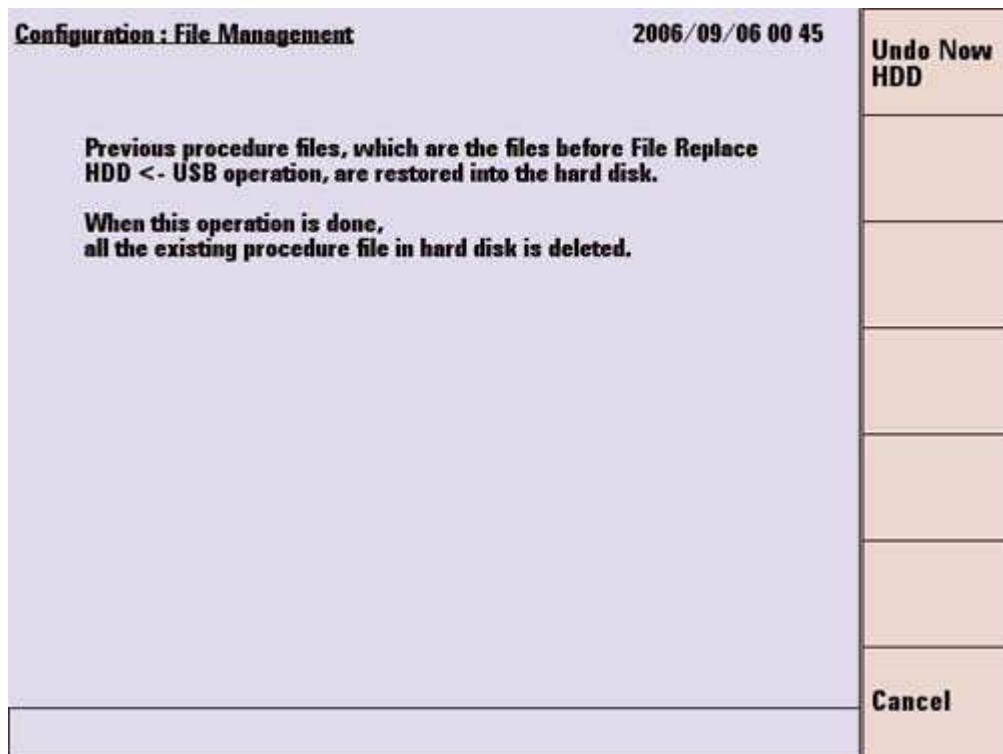 Configuration : File Management
2006/09/06 00 45
Undo Now
HDD
Previous procedure files, which are the files before File Replace
HDD <- USB operation, are restored into the hard disk.
When this operation is done,
all the existing procedure file in hard disk is deleted.
Cancel